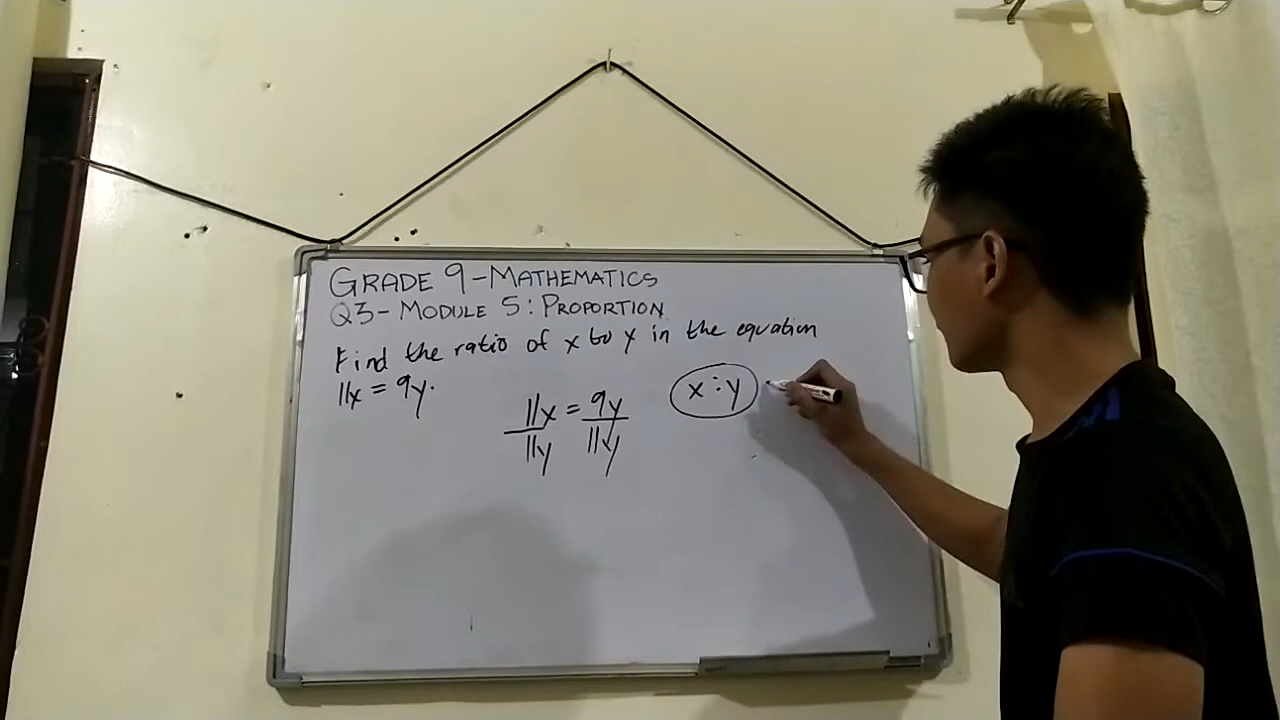 GRADE 9-MATHEMATICS
Q3-MODULE 5: PROPORTION
Find the ratio of x to y in the equation
11x = 9y.
11x = 9y
11y 11y
x:y